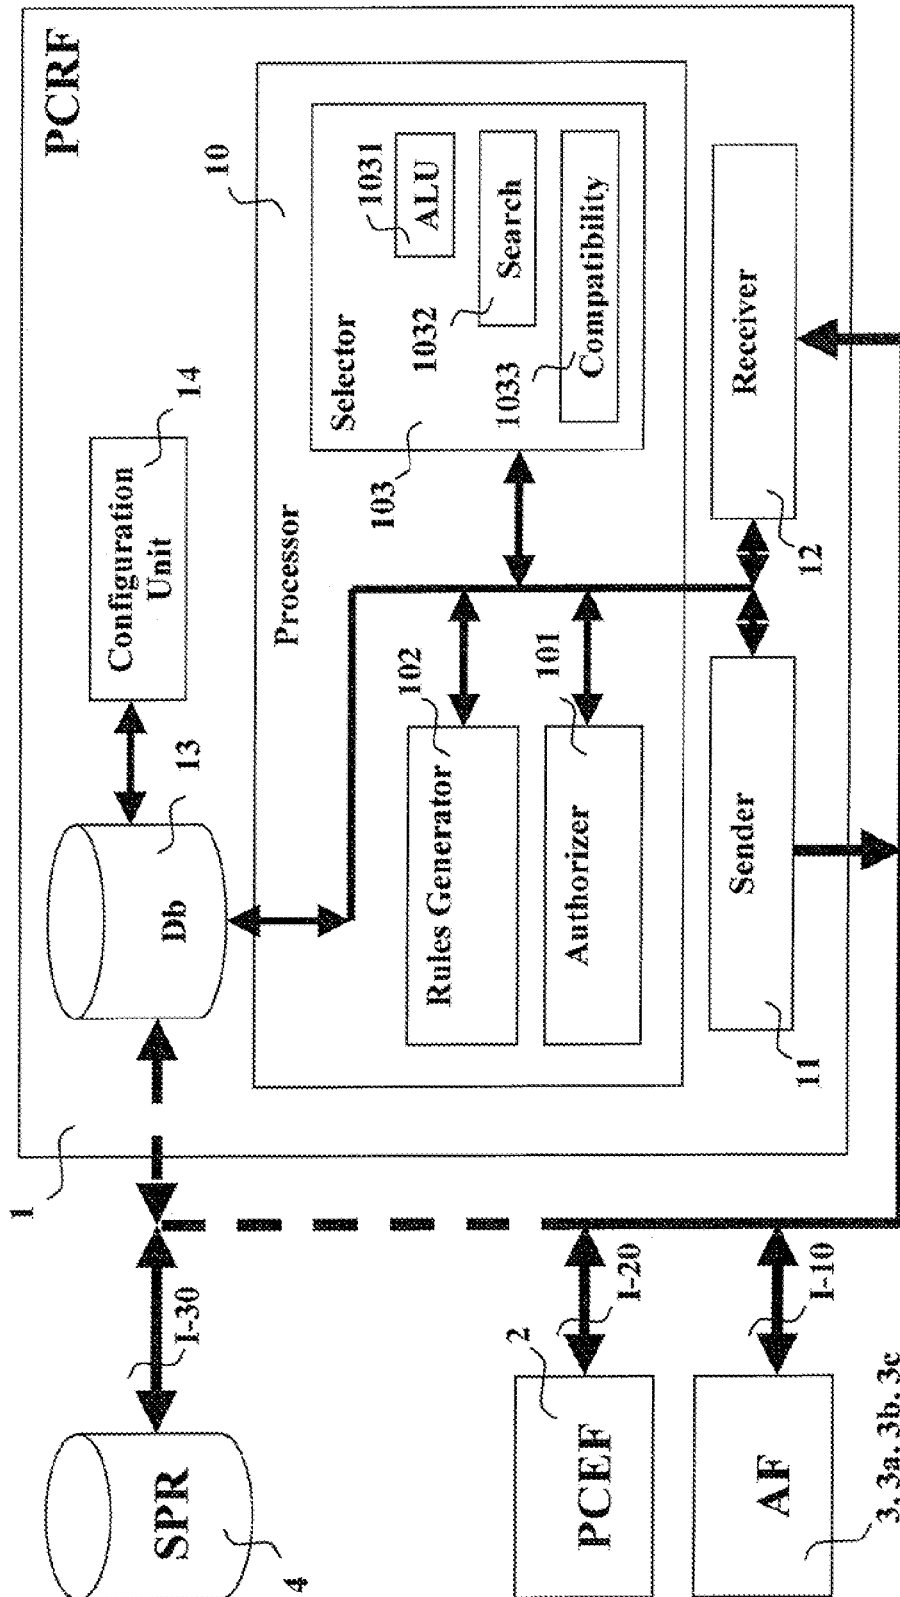 PCRF
1
10
Processor
Configuration
Unit
14
Db
13
Selector
103
ALU
1031
Search
1032
Compatibility
1033
Rules Generator
102
Authorizer
101
Sender
11
Receiver
12
SPR
4
I-30
PCEF
2
I-20
AF
3, 3a. 3b. 3c
I-10